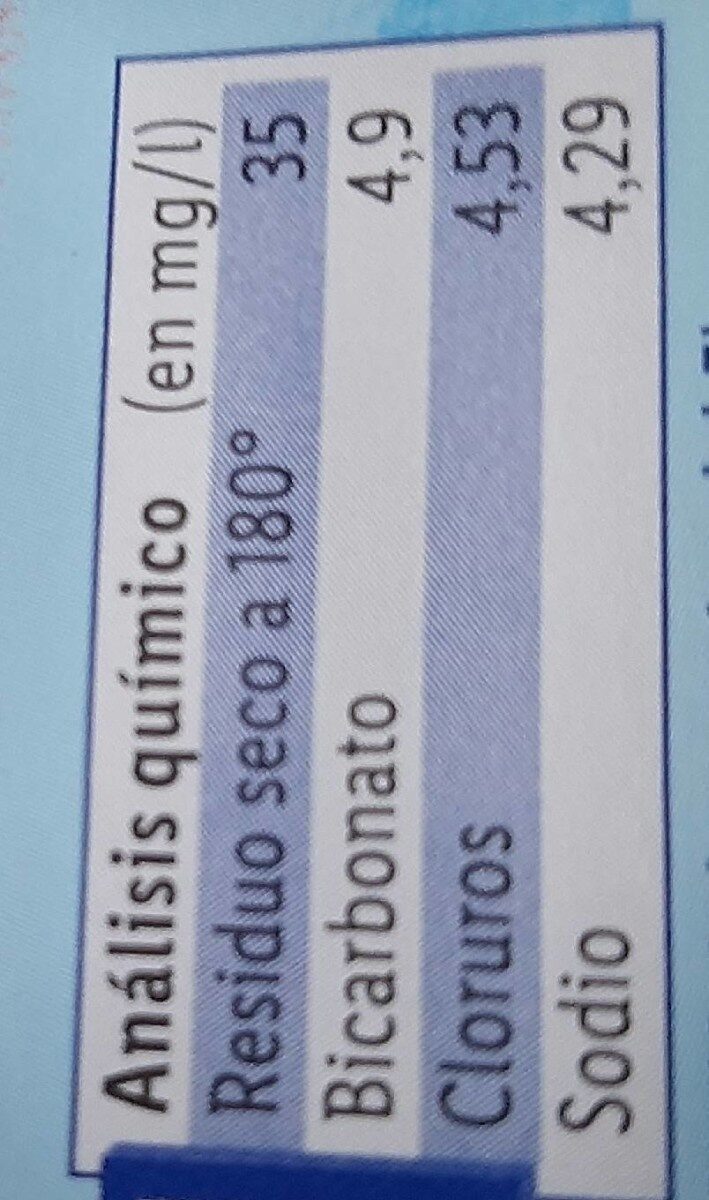 Análisis químico (en mg/l)
Residuo seco a 180° 35
Bicarbonato 4,9
Cloruros 4,53
Sodio 4,29